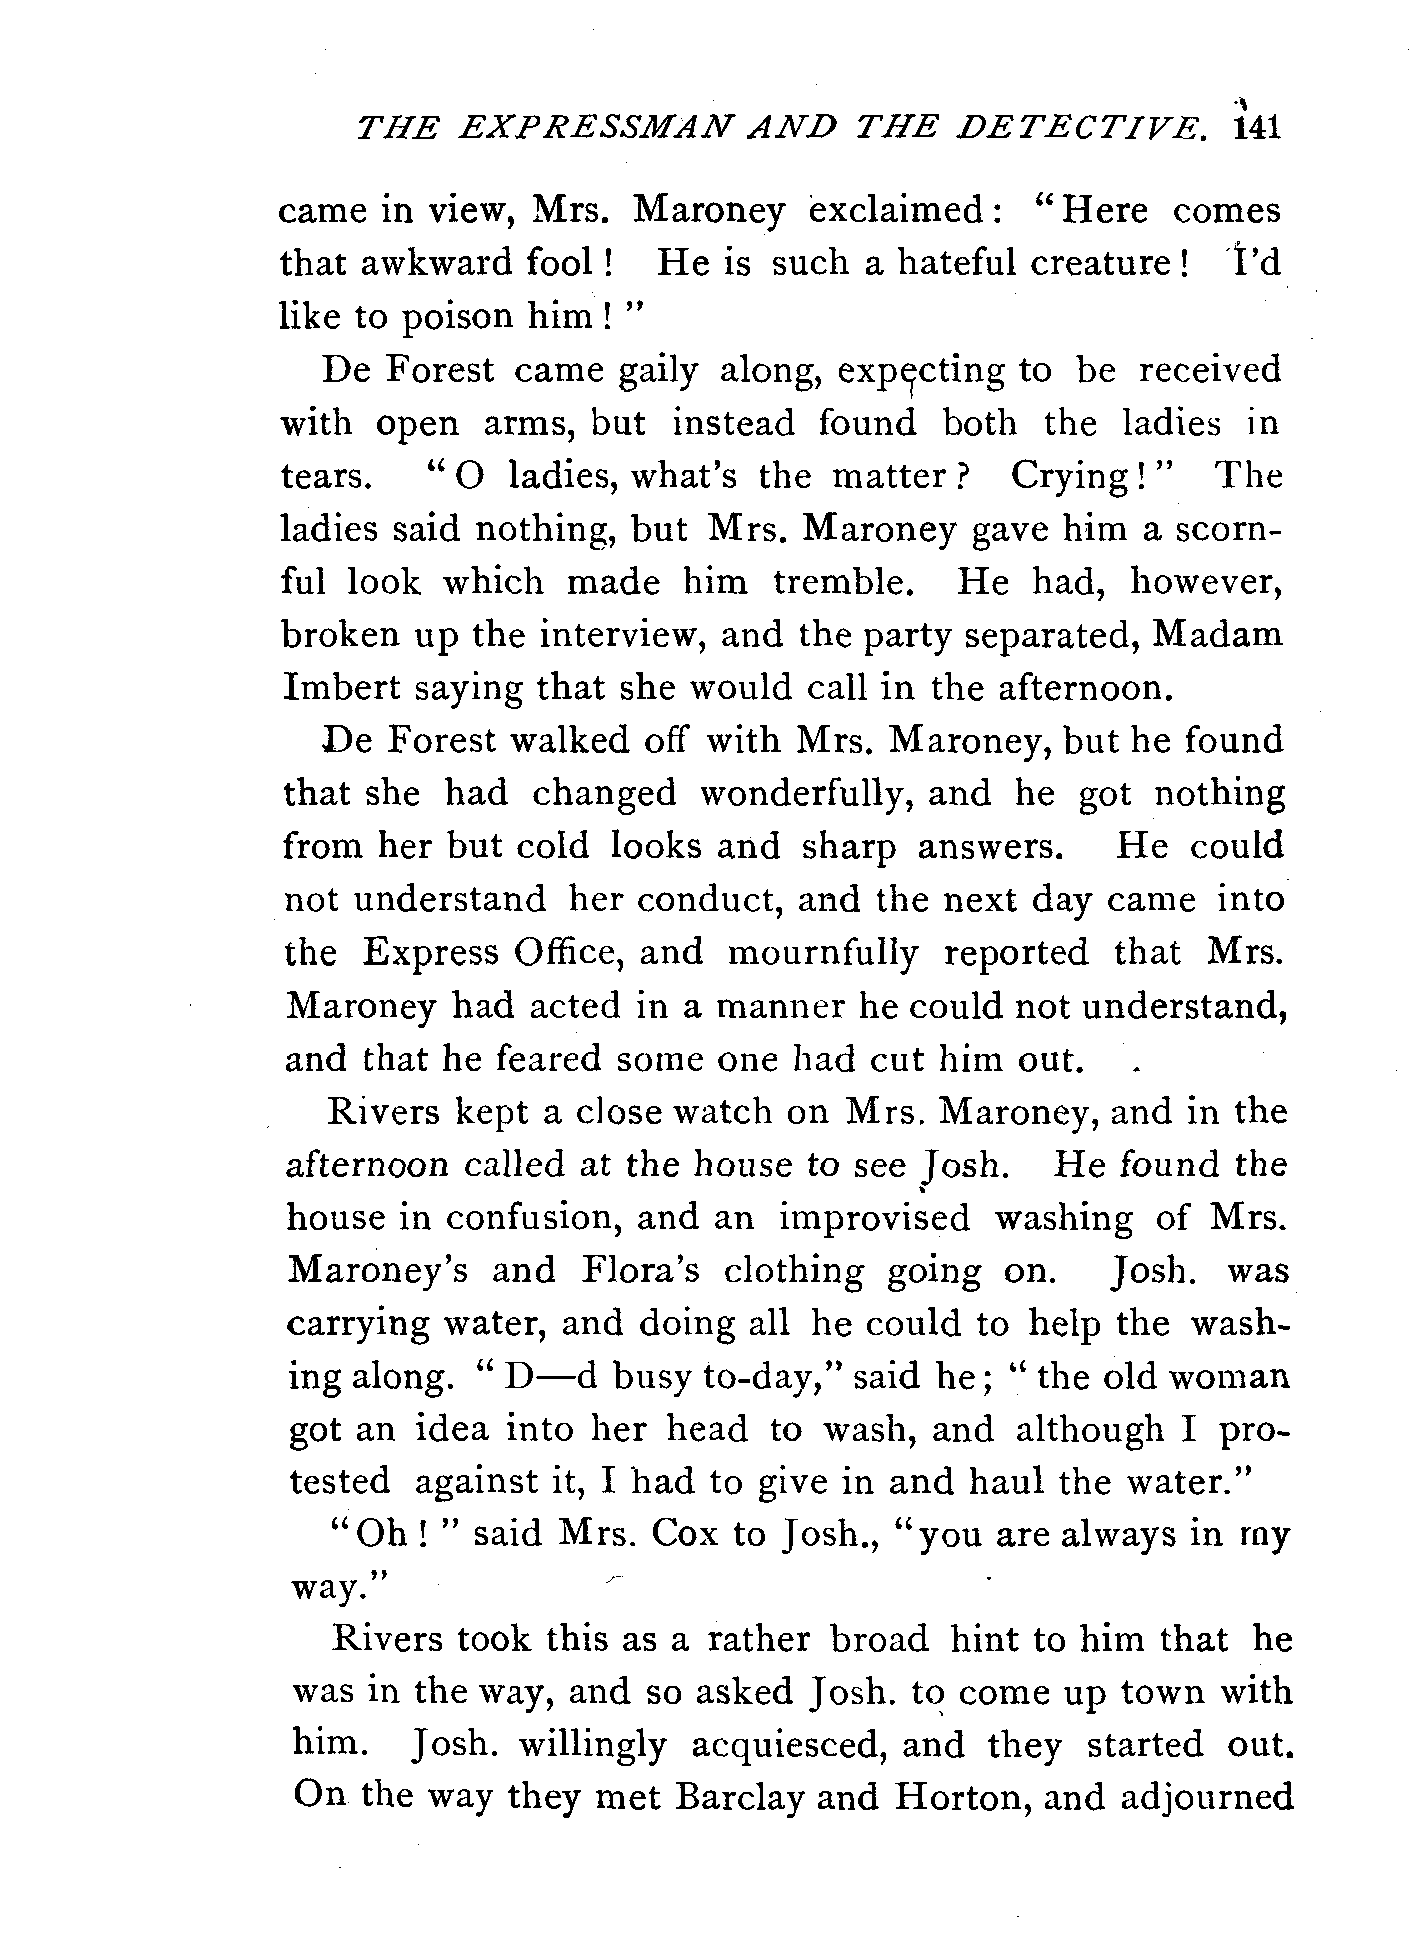 THE EXPRESSMAN AND THE DETECTIVE. 141
came in view, Mrs. Maroney exclaimed: “Here comes
that awkward fool! He is such a hateful creature! I’d
like to poison him!”
De Forest came gaily along, expecting to be received
with open arms, but instead found both the ladies in
tears. “O ladies, what’s the matter? Crying!” The
ladies said nothing, but Mrs. Maroney gave him a scorn-
ful look which made him tremble. He had, however,
broken up the interview, and the party separated, Madam
Imbert saying that she would call in the afternoon.
De Forest walked off with Mrs. Maroney, but he found
that she had changed wonderfully, and he got nothing
from her but cold looks and sharp answers. He could
not understand her conduct, and the next day came into
the Express Office, and mournfully reported that Mrs.
Maroney had acted in a manner he could not understand,
and that he feared some one had cut him out.
Rivers kept a close watch on Mrs. Maroney, and in the
afternoon called at the house to see Josh. He found the
house in confusion, and an improvised washing of Mrs.
Maroney’s and Flora’s clothing going on. Josh. was
carrying water, and doing all he could to help the wash-
ing along. “D—d busy to-day,” said he; “the old woman
got an idea into her head to wash, and although I pro-
tested against it, I had to give in and haul the water.”
“Oh!” said Mrs. Cox to Josh., “you are always in my
way.”
Rivers took this as a rather broad hint to him that he
was in the way, and so asked Josh. to come up town with
him. Josh. willingly acquiesced, and they started out.
On the way they met Barclay and Horton, and adjourned